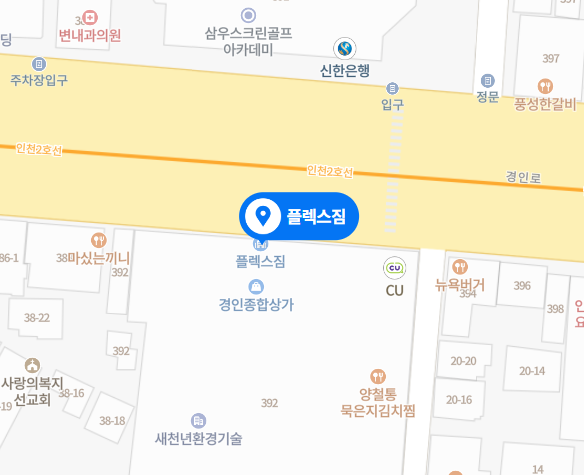 38
변내과의원
딩
삼우스크린골프
아카데미
신한은행
397
주차장입구
입구
정문
풍성한갈비
인천2호선
인천2호선
경인로
플렉스짐
플렉스짐
86-1
38
마싰는끼니
392
경인종합상가
CU
CU
뉴욕버거
394
396
398
38-22
392
20-20
20-14
사랑의복지
선교회
38-16
-19
38-18
392
양철통
묵은지김치찜
20-16
새천년환경기술
14